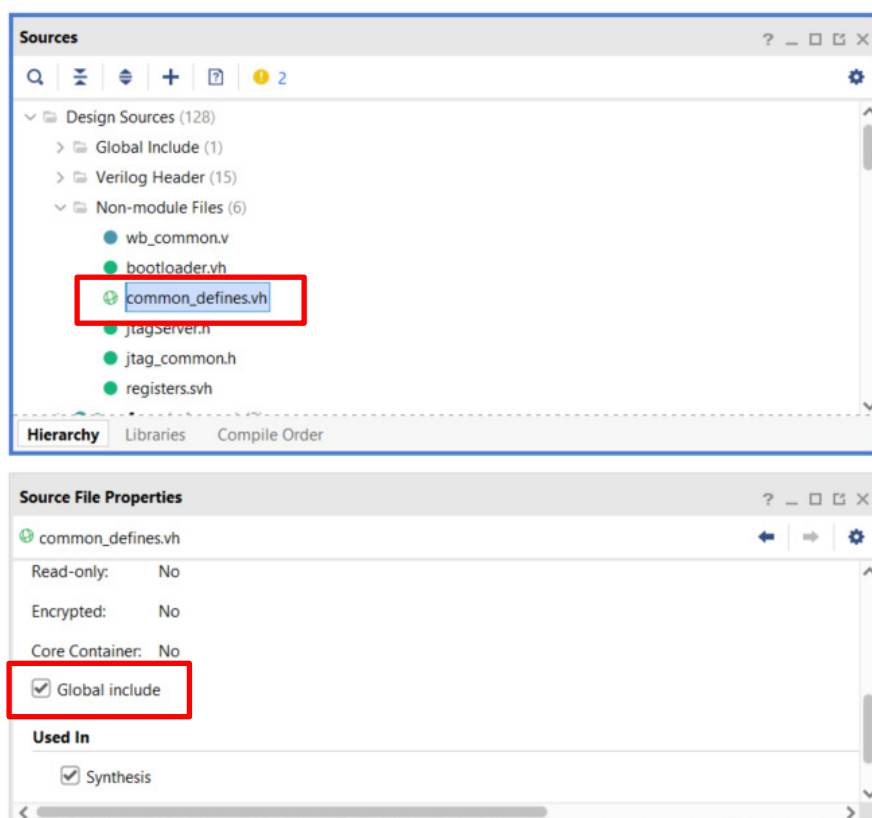 Sources
? 
2
Design Sources (128)
Global Include (1)
Verilog Header (15)
Non-module Files (6)
wb_common.v
bootloader.vh
common_defines.vh
jtagServer.h
jtag_common.h
registers.svh
Hierarchy Libraries Compile Order
Source File Properties
?
common_defines.vh
Read-only: No
Encrypted: No
Core Container: No
Global include
Used In
Synthesis